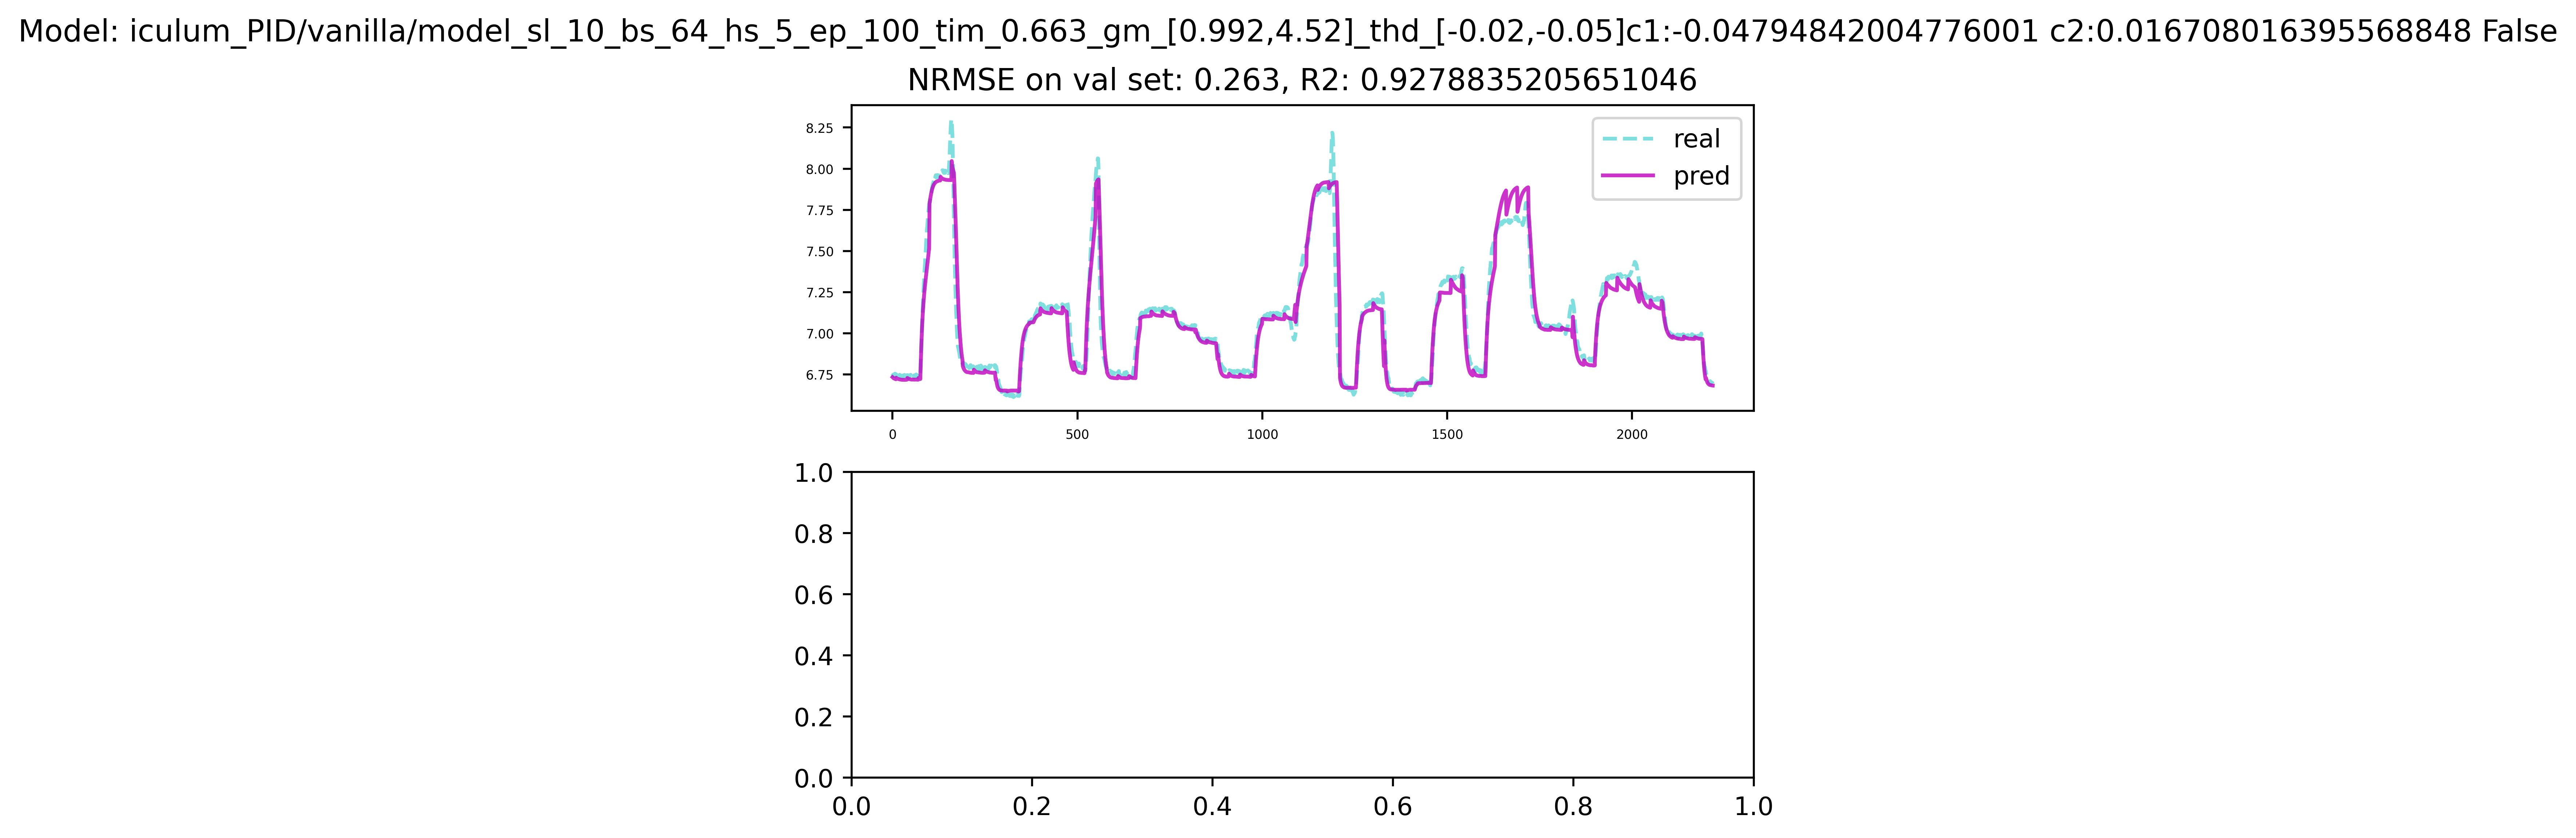 Model: iculum_PID/vanilla/model_sl_10_bs_64_hs_5_ep_100_tim_0.663_gm_[0.992,4.52]_thd_[-0.02,-0.05]c1:-0.04794842004776001 c2:0.016708016395568848 False
NRMSE on val set: 0.263, R2: 0.9278835205651046
8.25
8.00
7.75
7.50
7.25
7.00
6.75
real
pred
0 500 1000 1500 2000
1.0
0.8
0.6
0.4
0.2
0.0
0.0 0.2 0.4 0.6 0.8 1.0